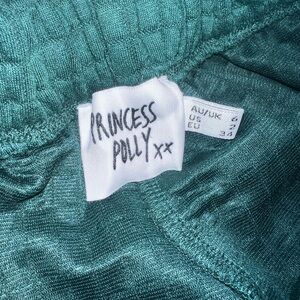 PRINCESS
POLLY xx
AU/UK 6
US 2
EU 34